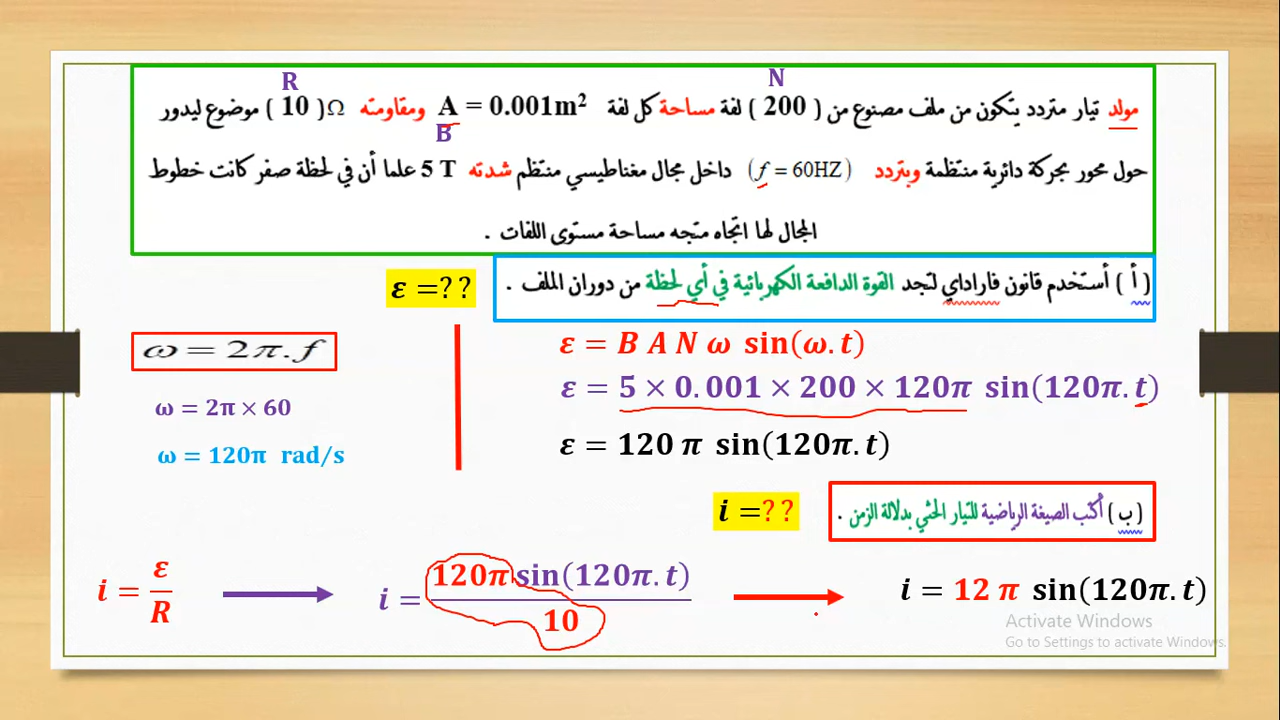 R
N
مولد تيار متردد يتكون من ملف مصنوع من ( 200 ) لفة مساحة كل لفة A = 0.001m² ومقاومته Ω( 10 ) موضوع ليدور
B
حول محور بحركة دائرية منتظمة وبتردد (f = 60HZ ) داخل مجال مغناطيسي منتظم شدته 5 T علما أن في لحظة صفر كانت خطوط
المجال لها اتجاه متجه مساحة مستوى اللفات .
( أ ) أستخدم قانون فاراداي لتجد القوة الدافعة الكهربائية في أي لحظة من دوران الملف .
ε =??
ε = B A N ω sin(ω.t)
ω = 2π.f
ε = 5 × 0.001 × 200 × 120π sin(120π.t)
ω = 2π × 60
ε = 120 π sin(120π.t)
ω = 120π rad/s
( ب ) أكتب الصيغة الرياضية للتيار الحثي بدلالة الزمن .
i =??
i = ε/R
i = 120π sin(120π.t)/10
i = 12 π sin(120π.t)
Activate Windows
Go to Settings to activate Windows.